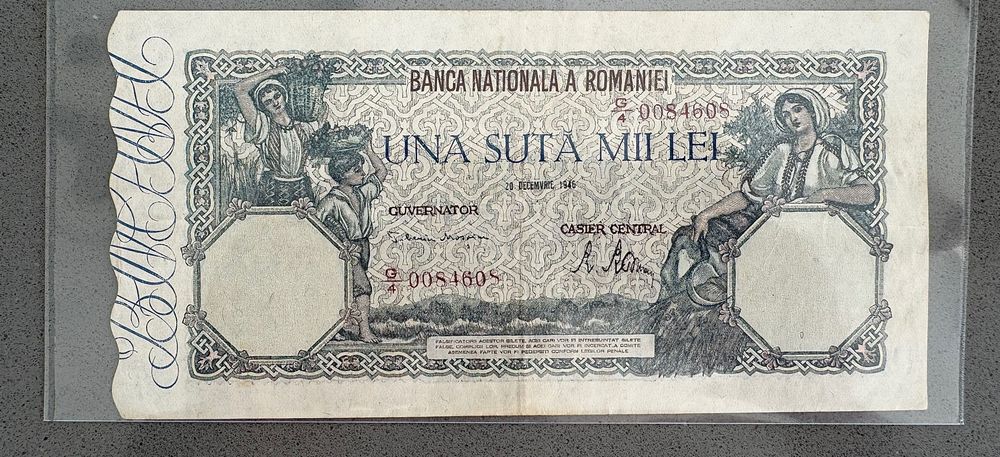 BANCA NATIONALA A ROMANIEI
G/4 0084608
UNA SUTĂ MII LEI
20 DECEMVRIE 1946
GUVERNATOR
CASIER CENTRAL
G/4 0084608
FALSIFICATORII ACESTOR BILETE, ACEI CARI VOR FI INTREBUINTAT BILETE
FALSE, COMPLICII LOR, PRECUM SI ACEI CARI VOR FI INCERCAT A COMITE
ASEMENEA FAPTE VOR FI PEDEPSITI CONFORM LEGILOR PENALE